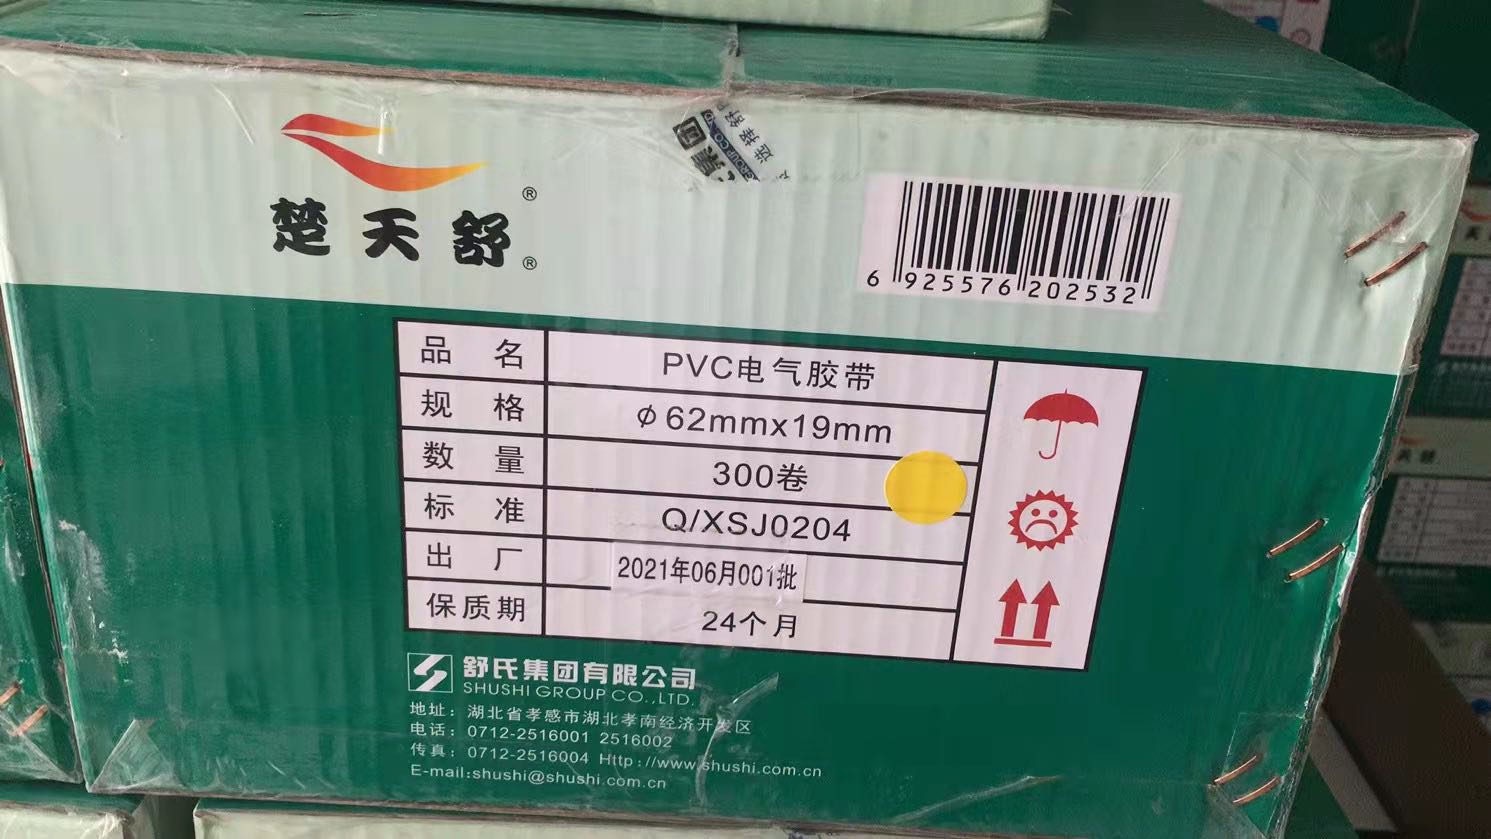 楚天舒
®
®
6 925576 202532
品名 PVC电气胶带
规格 φ62mmx19mm
数量 300卷
标准 Q/XSJ0204
出厂 2021年06月001批
保质期 24个月
舒氏集团有限公司
SHUSHI GROUP CO.,LTD.
地址：湖北省孝感市湖北孝南经济开发区
电话：0712-2516001 2516002
传真：0712-2516004 Http://www.shushi.com.cn
E-mail:shushi@shushi.com.cn